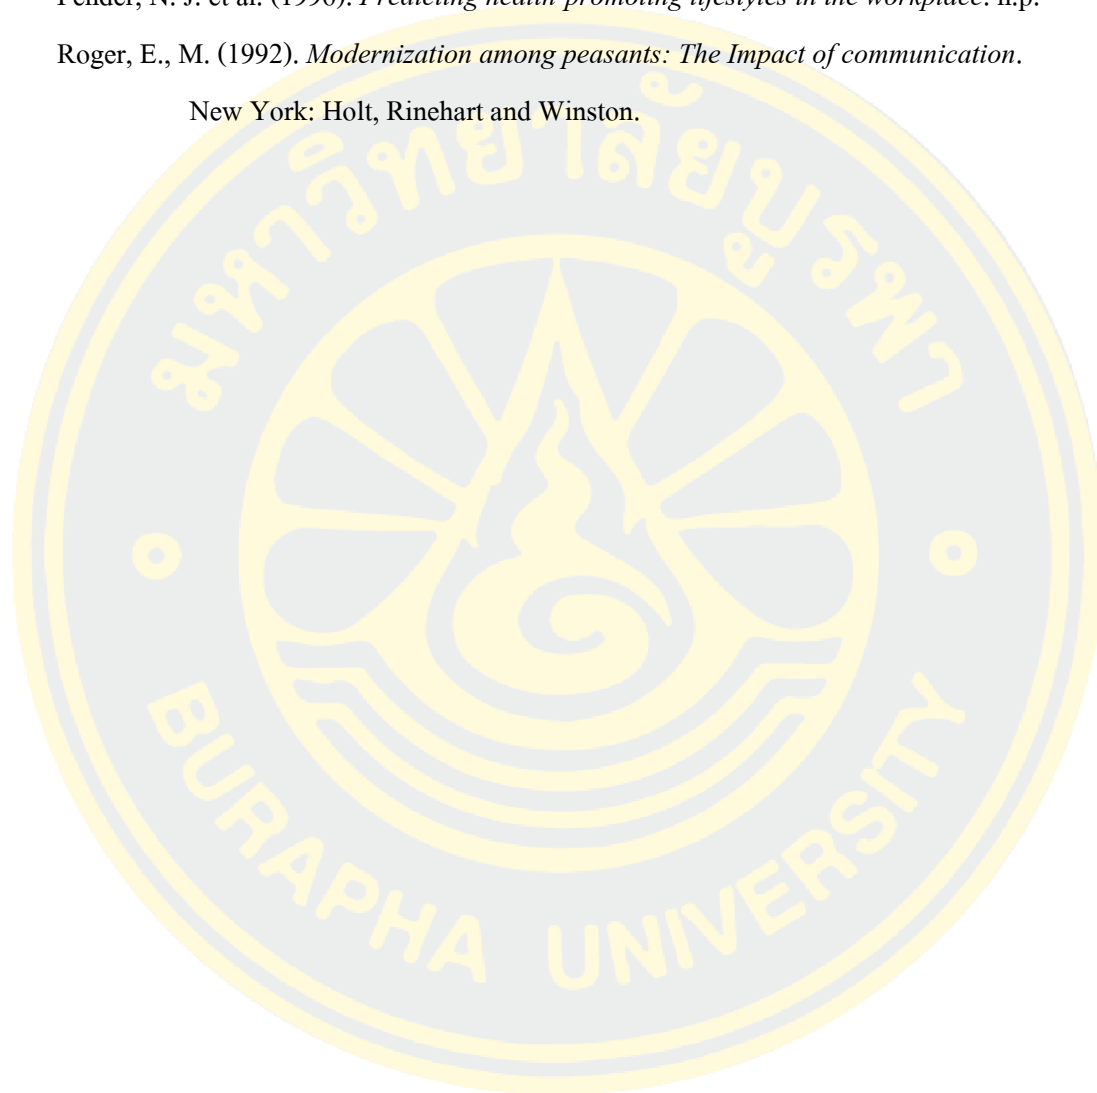 Pender, N. J. et al. (1996). Predicting health-promoting lifestyles in the workplace. n.p.
Roger, E., M. (1992). Modernization among peasants: The Impact of communication.
New York: Holt, Rinehart and Winston.
มหาวิทยาลัยบูรพา
BURAPHA UNIVERSITY